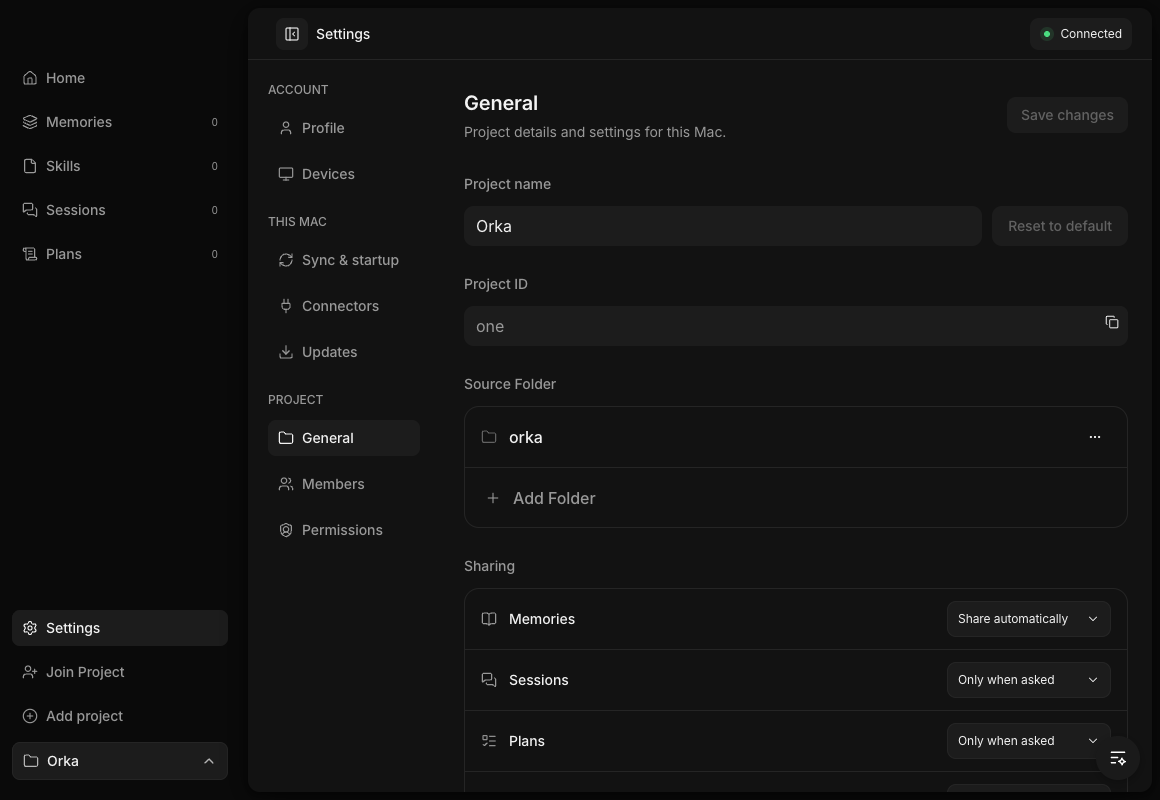 Settings
Connected
Home
Memories 0
Skills 0
Sessions 0
Plans 0
Settings
Join Project
Add project
Orka
ACCOUNT
Profile
Devices
THIS MAC
Sync & startup
Connectors
Updates
PROJECT
General
Members
Permissions
General
Project details and settings for this Mac.
Save changes
Project name
Orka
Reset to default
Project ID
one
Source Folder
orka
Add Folder
Sharing
Memories Share automatically
Sessions Only when asked
Plans Only when asked